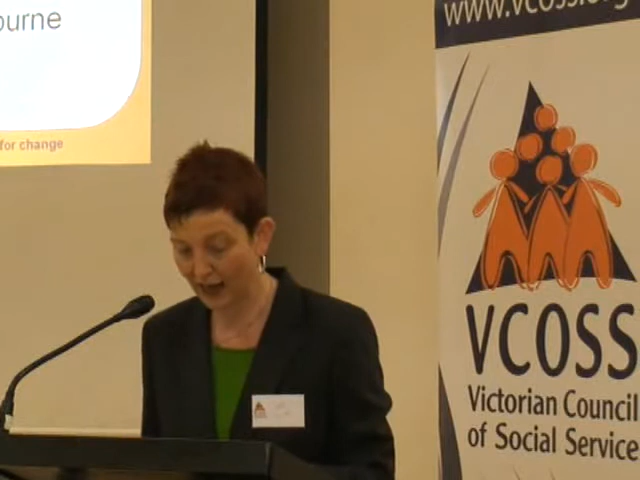 ourne
for change
www.vcoss.org
VCOSS
Victorian Council
of Social Service